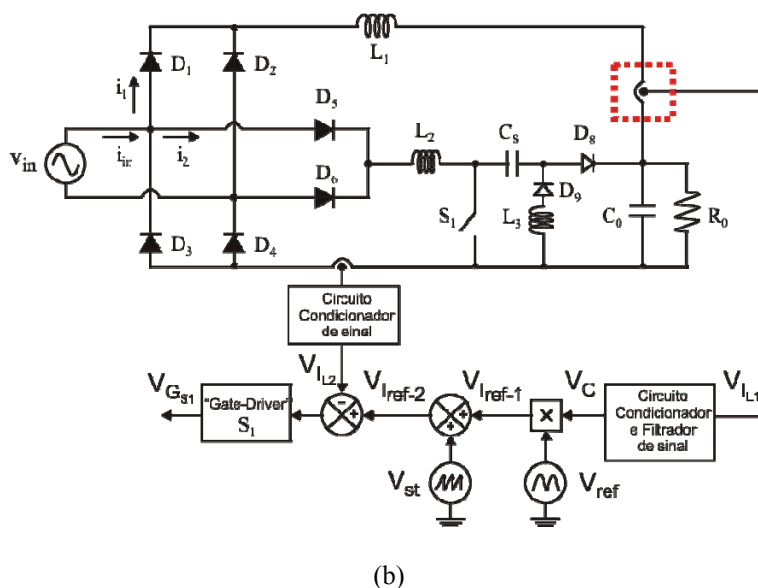 L1
D1
D2
i1
D5
L2
CS
D8
vin
iin
i2
D6
D9
S1
L3
C0
R0
D3
D4
Circuito
Condicionador
de sinal
VIL2
VGS1
VIref-2
VIref-1
VC
VIL1
"Gate-Driver"
S1
- +
+ +
X
Circuito
Condicionador
e Filtrador
de sinal
Vst
Vref
(b)